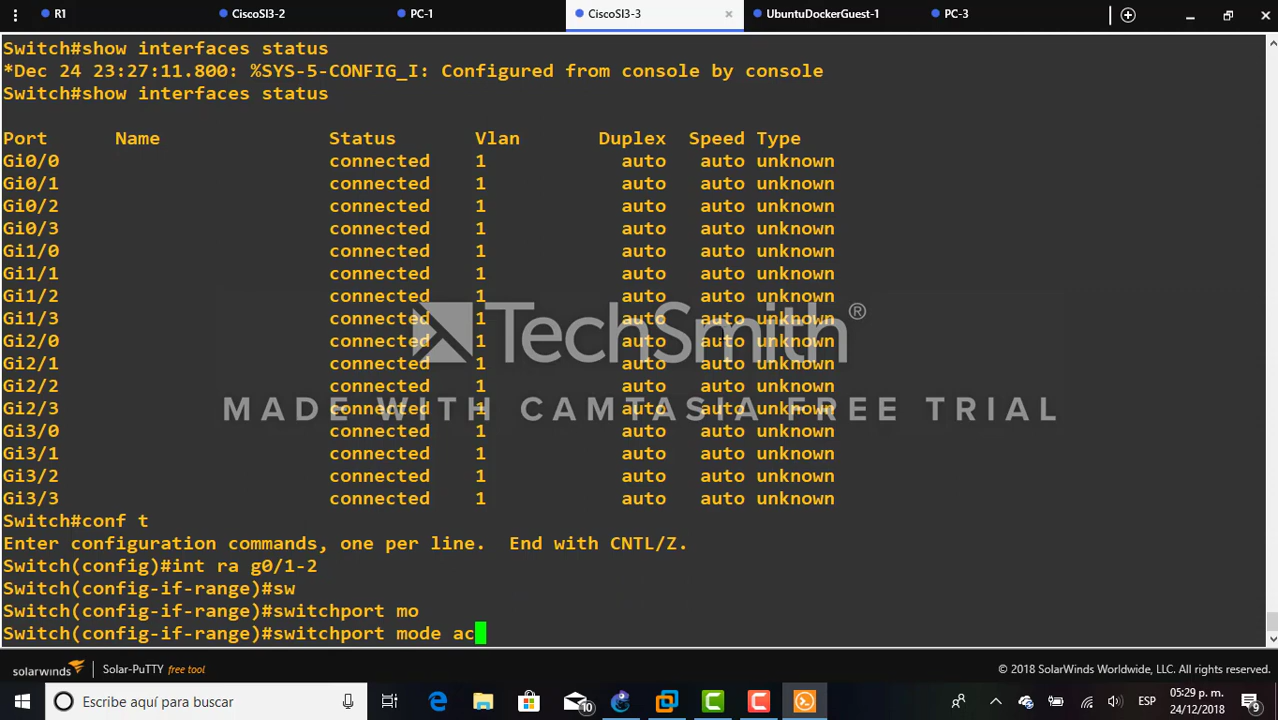 R1 CiscoSI3-2 PC-1 CiscoSI3-3 × UbuntuDockerGuest-1 PC-3
Switch#show interfaces status
*Dec 24 23:27:11.800: %SYS-5-CONFIG_I: Configured from console by console
Switch#show interfaces status
Port Name Status Vlan Duplex Speed Type
Gi0/0 connected 1 auto auto unknown
Gi0/1 connected 1 auto auto unknown
Gi0/2 connected 1 auto auto unknown
Gi0/3 connected 1 auto auto unknown
Gi1/0 connected 1 auto auto unknown
Gi1/1 connected 1 auto auto unknown
Gi1/2 connected 1 auto auto unknown
Gi1/3 connected 1 auto auto unknown
Gi2/0 connected 1 auto auto unknown
Gi2/1 connected 1 auto auto unknown
Gi2/2 connected 1 auto auto unknown
Gi2/3 connected 1 auto auto unknown
Gi3/0 connected 1 auto auto unknown
Gi3/1 connected 1 auto auto unknown
Gi3/2 connected 1 auto auto unknown
Gi3/3 connected 1 auto auto unknown
TechSmith®
MADE WITH CAMTASIA FREE TRIAL
Switch#conf t
Enter configuration commands, one per line. End with CNTL/Z.
Switch(config)#int ra g0/1-2
Switch(config-if-range)#sw
Switch(config-if-range)#switchport mo
Switch(config-if-range)#switchport mode ac
solarwinds Solar-PuTTY free tool © 2018 SolarWinds Worldwide, LLC. All rights reserved.
Escribe aquí para buscar 10 ESP 05:29 p. m.
24/12/2018 9